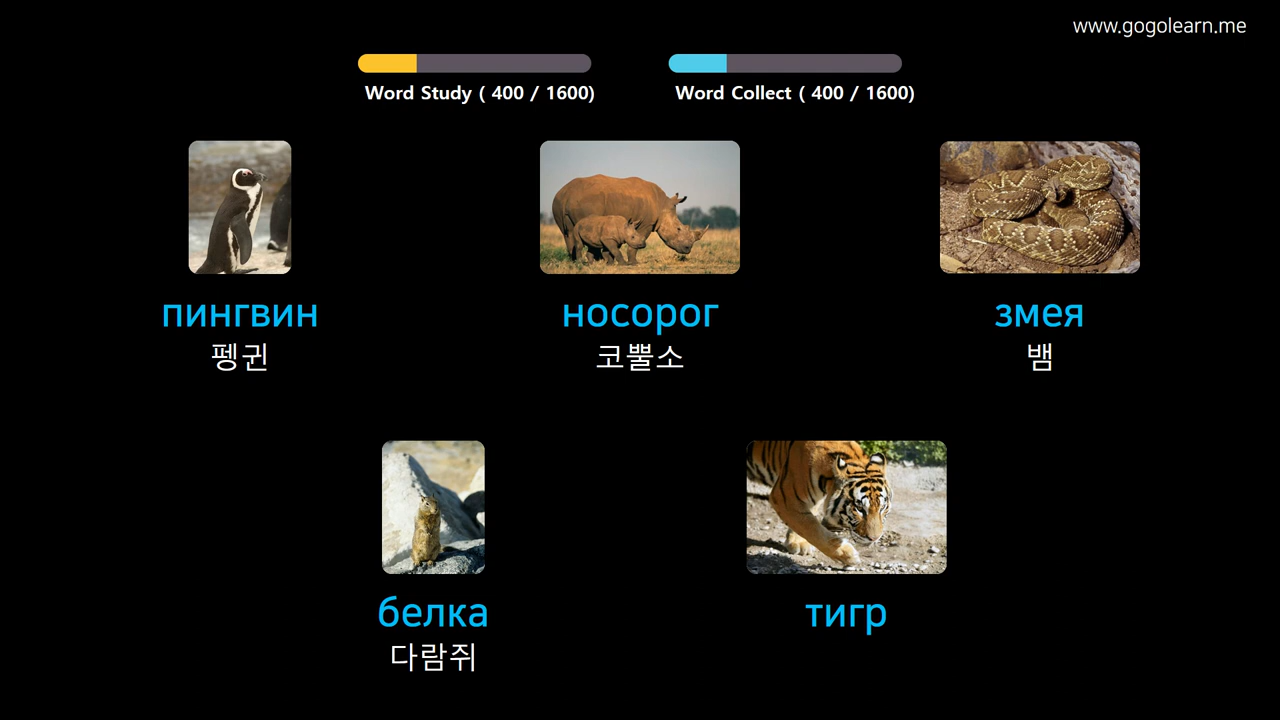 www.gogolearn.me
Word Study ( 400 / 1600)
Word Collect ( 400 / 1600)
пингвин
펭귄
носорог
코뿔소
змея
뱀
белка
다람쥐
тигр